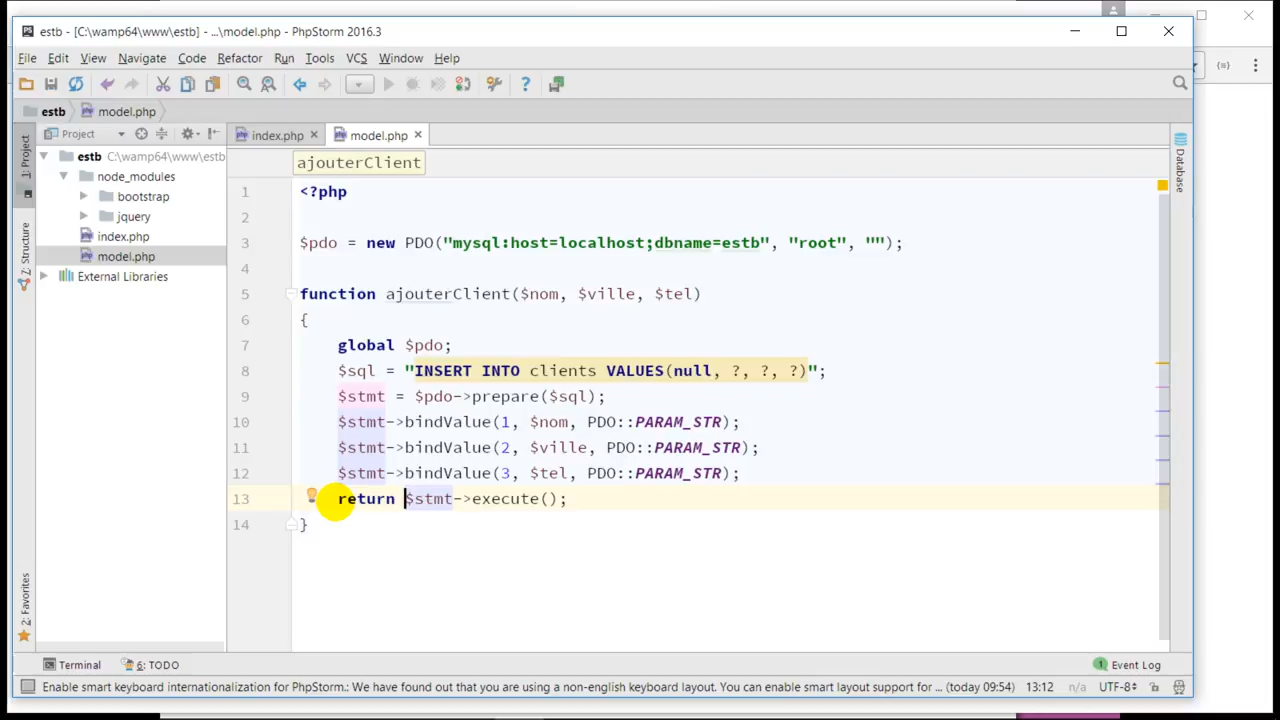 estb - [C:\wamp64\www\estb] - ...\model.php - PhpStorm 2016.3
File Edit View Navigate Code Refactor Run Tools VCS Window Help
estb model.php
Project
index.php
model.php
estb C:\wamp64\www\estb
node_modules
bootstrap
jquery
index.php
model.php
External Libraries
1: Project
7: Structure
2: Favorites
Database
ajouterClient
1 <?php
2
3 $pdo = new PDO("mysql:host=localhost;dbname=estb", "root", "");
4
5 function ajouterClient($nom, $ville, $tel)
6 {
7 global $pdo;
8 $sql = "INSERT INTO clients VALUES(null, ?, ?, ?)";
9 $stmt = $pdo->prepare($sql);
10 $stmt->bindValue(1, $nom, PDO::PARAM_STR);
11 $stmt->bindValue(2, $ville, PDO::PARAM_STR);
12 $stmt->bindValue(3, $tel, PDO::PARAM_STR);
13 return $stmt->execute();
14 }
Terminal 6: TODO 1 Event Log
Enable smart keyboard internationalization for PhpStorm.: We have found out that you are using a non-english keyboard layout. You can enable smart layout support for ... (today 09:54) 13:12 n/a UTF-8